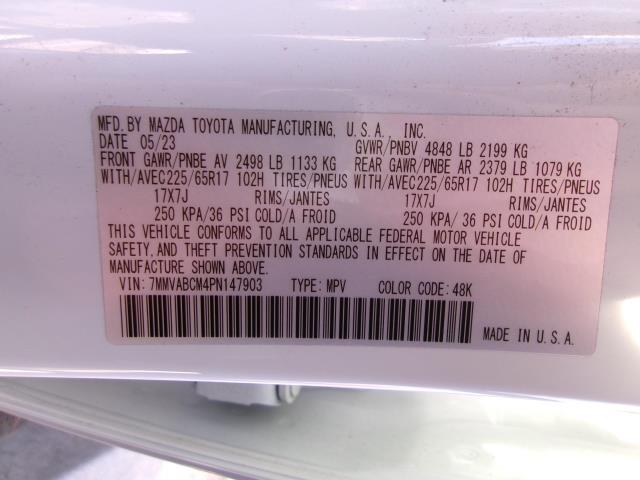 MFD. BY MAZDA TOYOTA MANUFACTURING, U.S.A., INC.
DATE 05/23 GVWR/PNBV 4848 LB 2199 KG
FRONT GAWR/PNBE AV 2498 LB 1133 KG REAR GAWR/PNBE AR 2379 LB 1079 KG
WITH/AVEC225/65R17 102H TIRES/PNEUS WITH/AVEC225/65R17 102H TIRES/PNEUS
17X7J RIMS/JANTES 17X7J RIMS/JANTES
250 KPA/36 PSI COLD/A FROID 250 KPA/36 PSI COLD/A FROID
THIS VEHICLE CONFORMS TO ALL APPLICABLE FEDERAL MOTOR VEHICLE
SAFETY, AND THEFT PREVENTION STANDARDS IN EFFECT ON THE DATE OF
MANUFACTURE SHOWN ABOVE.
VIN: 7MMVABCM4PN147903 TYPE: MPV COLOR CODE: 48K
MADE IN U.S.A.